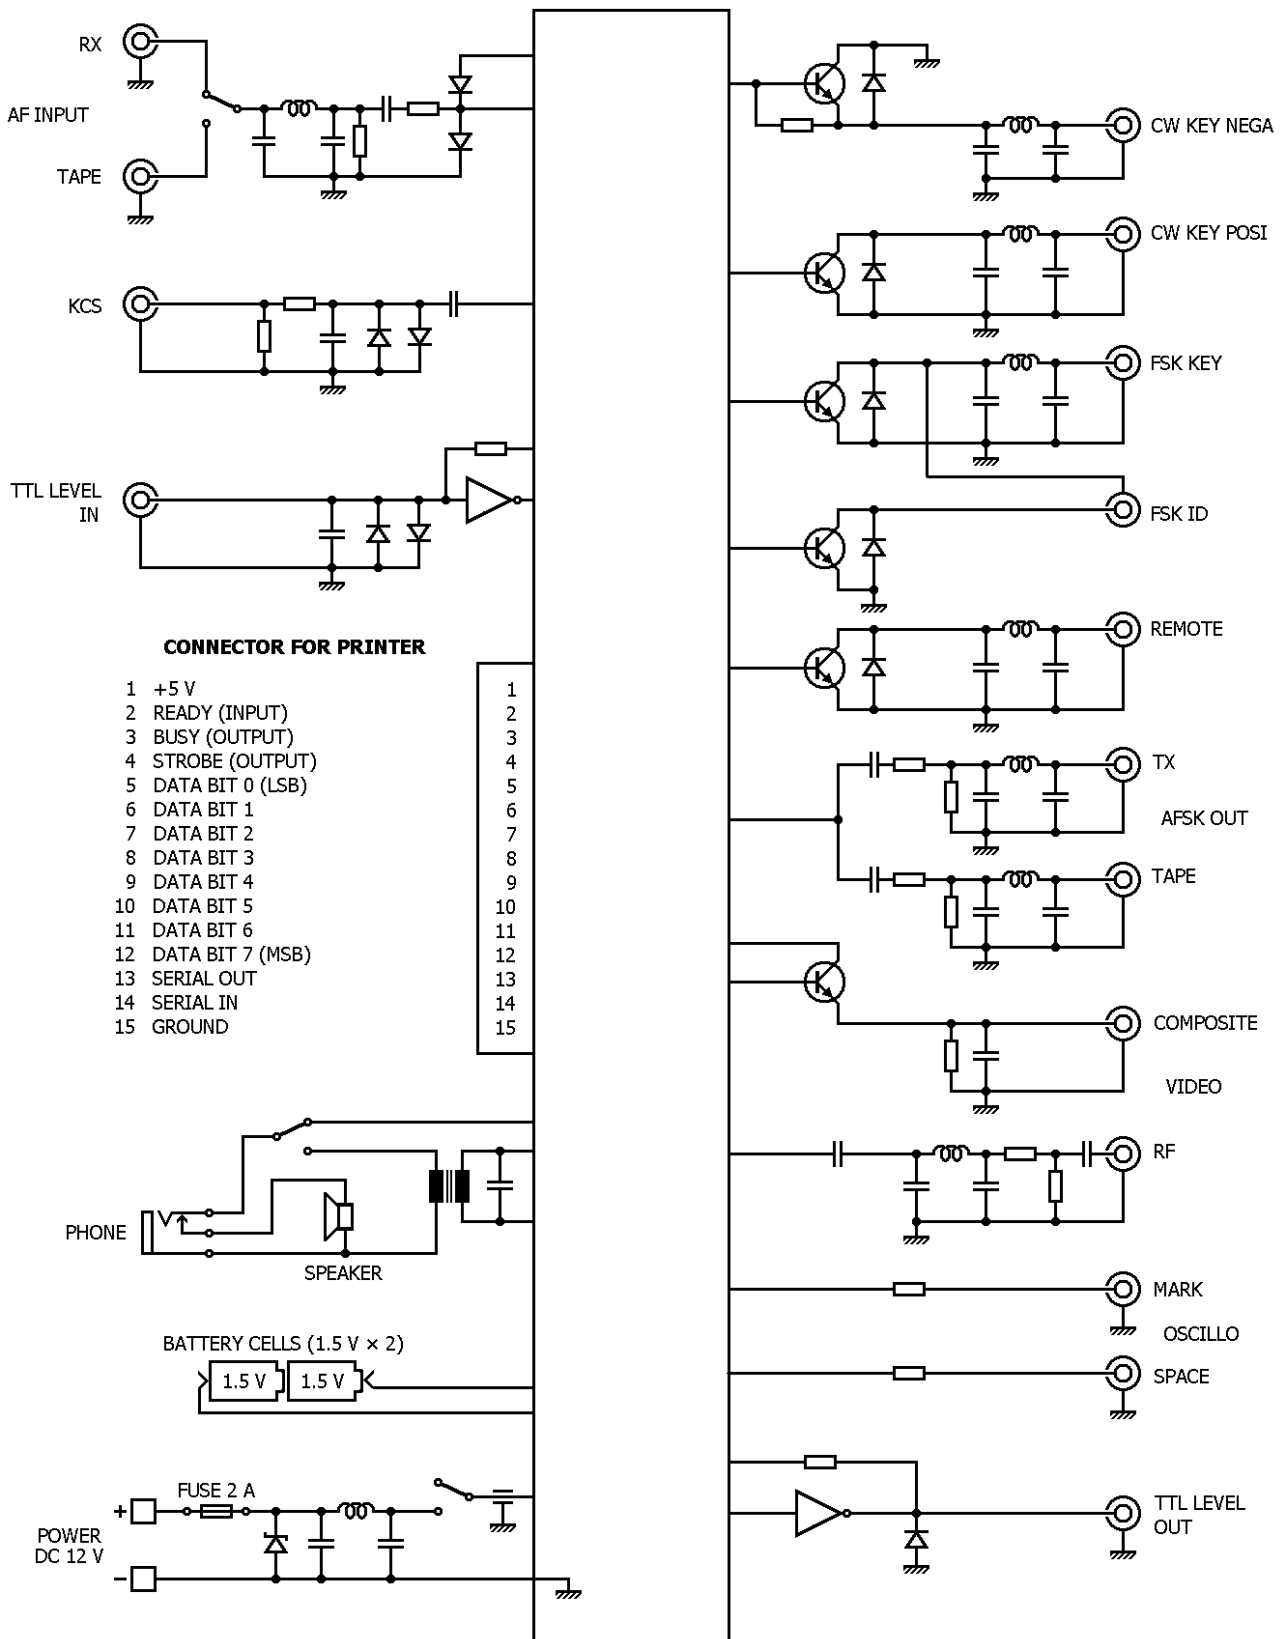 RX
AF INPUT
TAPE
KCS
TTL LEVEL
IN
CONNECTOR FOR PRINTER
1 +5 V
2 READY (INPUT)
3 BUSY (OUTPUT)
4 STROBE (OUTPUT)
5 DATA BIT 0 (LSB)
6 DATA BIT 1
7 DATA BIT 2
8 DATA BIT 3
9 DATA BIT 4
10 DATA BIT 5
11 DATA BIT 6
12 DATA BIT 7 (MSB)
13 SERIAL OUT
14 SERIAL IN
15 GROUND
1
2
3
4
5
6
7
8
9
10
11
12
13
14
15
PHONE
SPEAKER
BATTERY CELLS (1.5 V × 2)
1.5 V 1.5 V
FUSE 2 A
+
POWER
DC 12 V
−
CW KEY NEGA
CW KEY POSI
FSK KEY
FSK ID
REMOTE
TX
AFSK OUT
TAPE
COMPOSITE
VIDEO
RF
MARK
OSCILLO
SPACE
TTL LEVEL
OUT